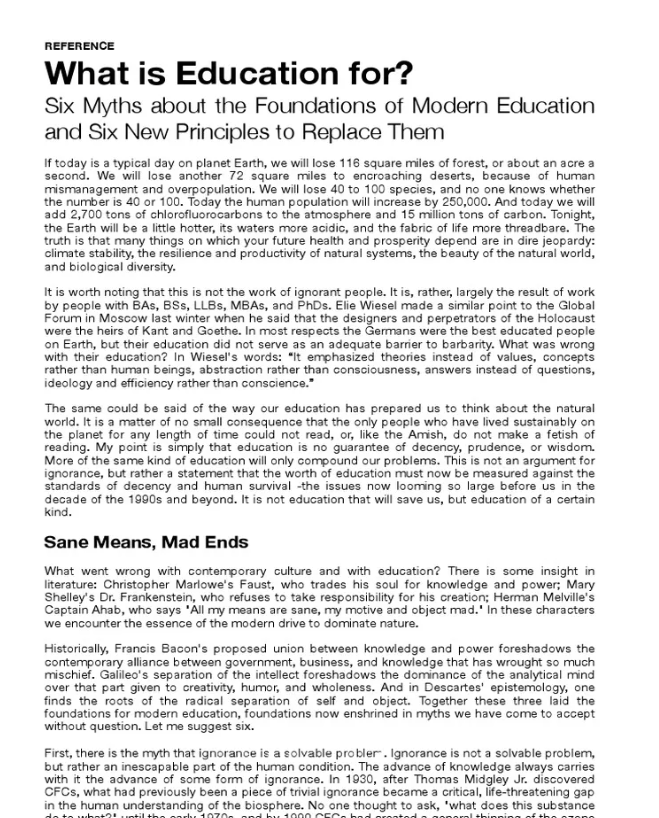 REFERENCE
What is Education for?
Six Myths about the Foundations of Modern Education
and Six New Principles to Replace Them
If today is a typical day on planet Earth, we will lose 116 square miles of forest, or about an acre a
second. We will lose another 72 square miles to encroaching deserts, because of human
mismanagement and overpopulation. We will lose 40 to 100 species, and no one knows whether
the number is 40 or 100. Today the human population will increase by 250,000. And today we will
add 2,700 tons of chlorofluorocarbons to the atmosphere and 15 million tons of carbon. Tonight,
the Earth will be a little hotter, its waters more acidic, and the fabric of life more threadbare. The
truth is that many things on which your future health and prosperity depend are in dire jeopardy:
climate stability, the resilience and productivity of natural systems, the beauty of the natural world,
and biological diversity.
It is worth noting that this is not the work of ignorant people. It is, rather, largely the result of work
by people with BAs, BSs, LLBs, MBAs, and PhDs. Elie Wiesel made a similar point to the Global
Forum in Moscow last winter when he said that the designers and perpetrators of the Holocaust
were the heirs of Kant and Goethe. In most respects the Germans were the best educated people
on Earth, but their education did not serve as an adequate barrier to barbarity. What was wrong
with their education? In Wiesel's words: “It emphasized theories instead of values, concepts
rather than human beings, abstraction rather than consciousness, answers instead of questions,
ideology and efficiency rather than conscience.”
The same could be said of the way our education has prepared us to think about the natural
world. It is a matter of no small consequence that the only people who have lived sustainably on
the planet for any length of time could not read, or, like the Amish, do not make a fetish of
reading. My point is simply that education is no guarantee of decency, prudence, or wisdom.
More of the same kind of education will only compound our problems. This is not an argument for
ignorance, but rather a statement that the worth of education must now be measured against the
standards of decency and human survival -the issues now looming so large before us in the
decade of the 1990s and beyond. It is not education that will save us, but education of a certain
kind.
Sane Means, Mad Ends
What went wrong with contemporary culture and with education? There is some insight in
literature: Christopher Marlowe's Faust, who trades his soul for knowledge and power; Mary
Shelley's Dr. Frankenstein, who refuses to take responsibility for his creation; Herman Melville's
Captain Ahab, who says "All my means are sane, my motive and object mad." In these characters
we encounter the essence of the modern drive to dominate nature.
Historically, Francis Bacon's proposed union between knowledge and power foreshadows the
contemporary alliance between government, business, and knowledge that has wrought so much
mischief. Galileo's separation of the intellect foreshadows the dominance of the analytical mind
over that part given to creativity, humor, and wholeness. And in Descartes' epistemology, one
finds the roots of the radical separation of self and object. Together these three laid the
foundations for modern education, foundations now enshrined in myths we have come to accept
without question. Let me suggest six.
First, there is the myth that ignorance is a solvable problem. Ignorance is not a solvable problem,
but rather an inescapable part of the human condition. The advance of knowledge always carries
with it the advance of some form of ignorance. In 1930, after Thomas Midgley Jr. discovered
CFCs, what had previously been a piece of trivial ignorance became a critical, life-threatening gap
in the human understanding of the biosphere. No one thought to ask, "what does this substance
do to what?" until the early 1970s, and by 1990 CFCs had created a general thinning of the ozone